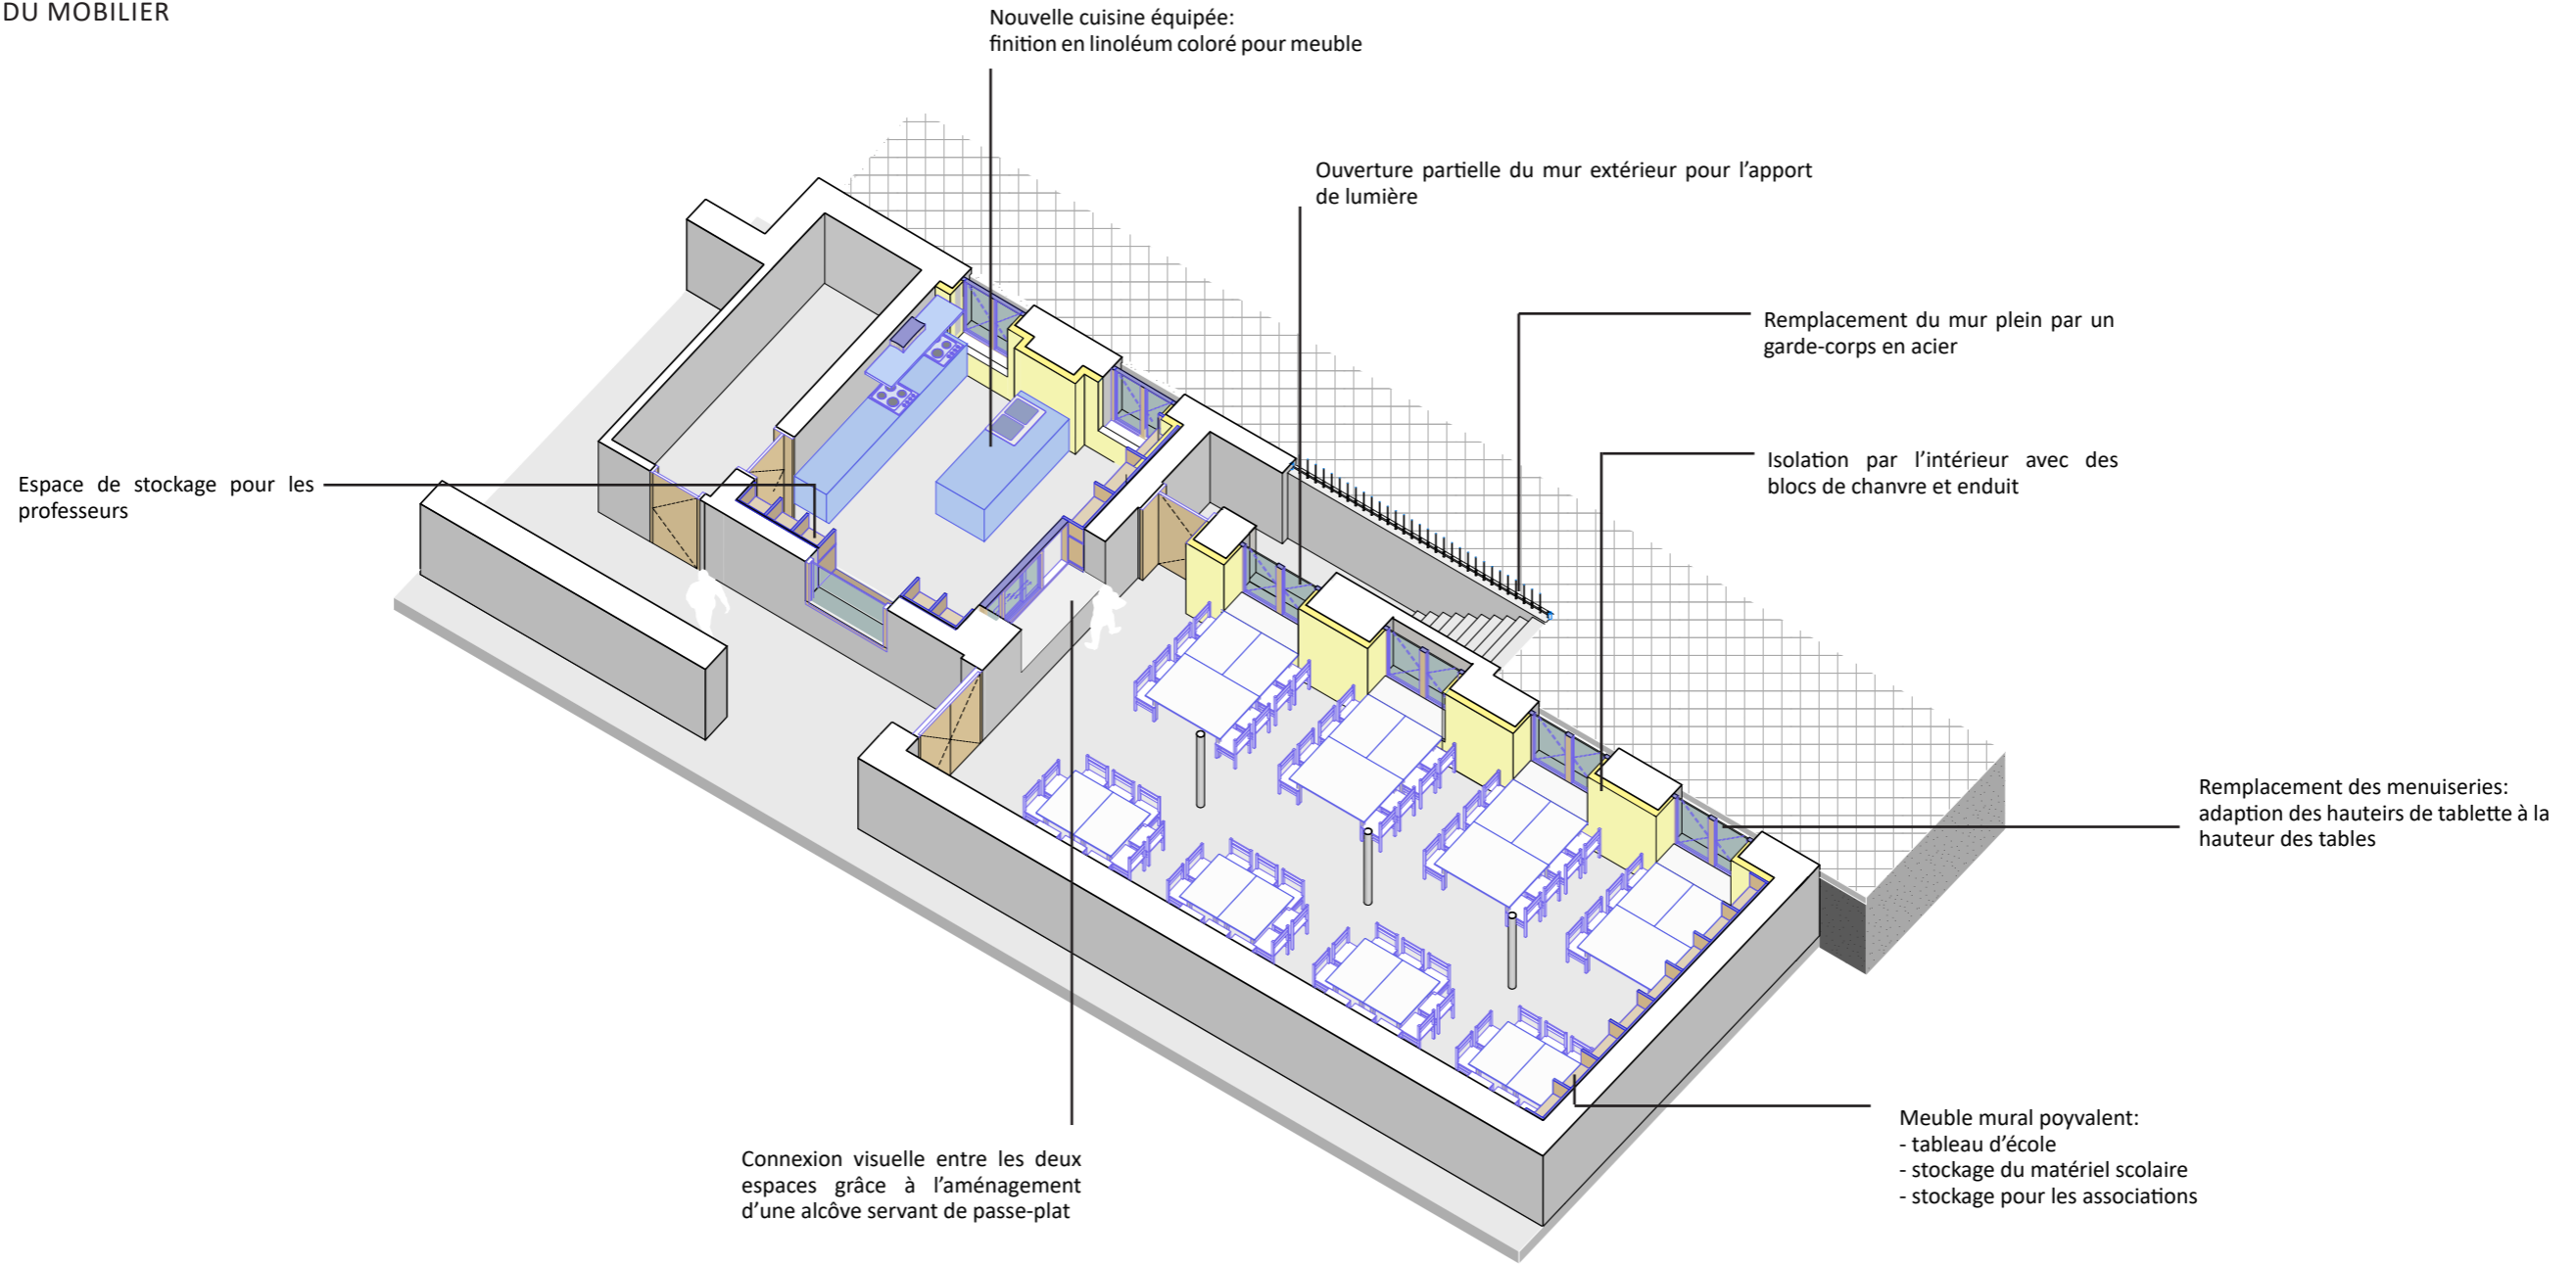 DU MOBILIER
Nouvelle cuisine équipée:
finition en linoléum coloré pour meuble
Ouverture partielle du mur extérieur pour l’apport
de lumière
Remplacement du mur plein par un
garde-corps en acier
Isolation par l’intérieur avec des
blocs de chanvre et enduit
Espace de stockage pour les
professeurs
Remplacement des menuiseries:
adaption des hauteirs de tablette à la
hauteur des tables
Meuble mural poyvalent:
- tableau d’école
- stockage du matériel scolaire
- stockage pour les associations
Connexion visuelle entre les deux
espaces grâce à l’aménagement
d’une alcôve servant de passe-plat